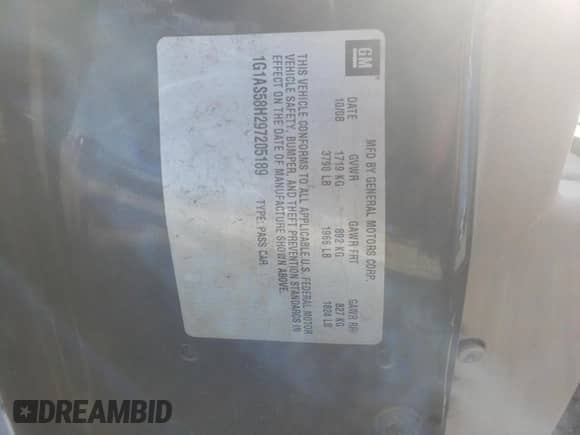 GM
MFD BY GENERAL MOTORS CORP.
DATE GVWR GAWR FRT GAWR RR
10/08 1719 KG 892 KG 827 KG
3790 LB 1966 LB 1824 LB
THIS VEHICLE CONFORMS TO ALL APPLICABLE U.S. FEDERAL MOTOR
VEHICLE SAFETY, BUMPER, AND THEFT PREVENTION STANDARDS IN
EFFECT ON THE DATE OF MANUFACTURE SHOWN ABOVE.
1G1AS58H297205189 TYPE: PASS CAR
DREAMBID